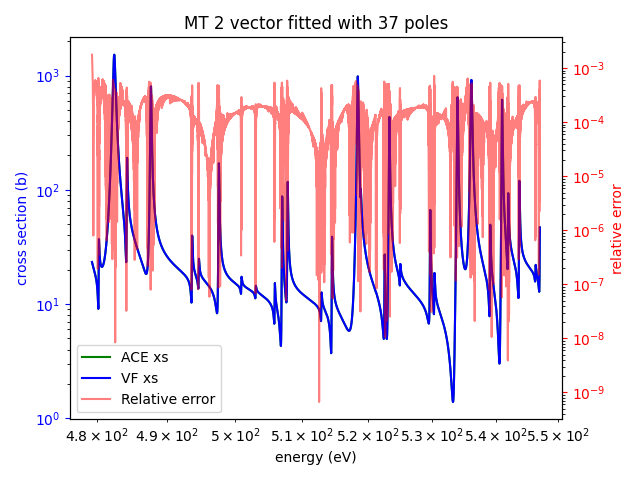 MT 2 vector fitted with 37 poles
10³
10²
10¹
10⁰
cross section (b)
10⁻³
10⁻⁴
10⁻⁵
10⁻⁶
10⁻⁷
10⁻⁸
10⁻⁹
relative error
ACE xs
VF xs
Relative error
4.8 × 10² 4.9 × 10² 5 × 10² 5.1 × 10² 5.2 × 10² 5.3 × 10² 5.4 × 10² 5.5 × 10²
energy (eV)